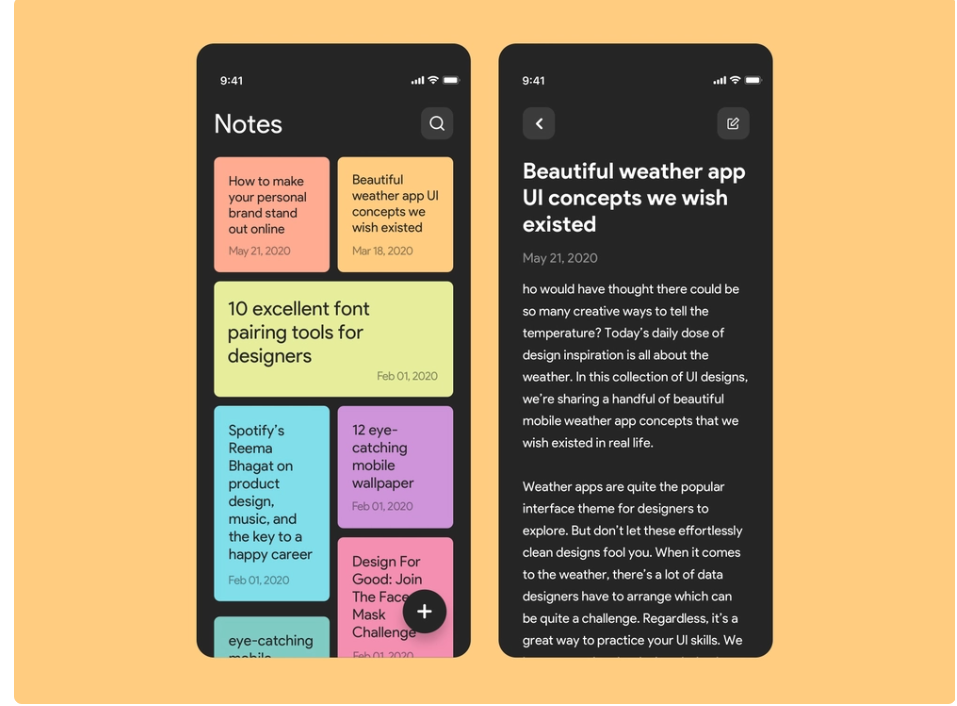 9:41
Notes
How to make
your personal
brand stand
out online
May 21, 2020
Beautiful
weather app UI
concepts we
wish existed
Mar 18, 2020
10 excellent font
pairing tools for
designers
Feb 01, 2020
Spotify's
Reema
Bhagat on
product
design,
music, and
the key to a
happy career
Feb 01, 2020
12 eye-
catching
mobile
wallpaper
Feb 01, 2020
Design For
Good: Join
The Face
Mask
Challenge
Feb 01, 2020
eye-catching
mobile
9:41
Beautiful weather app
UI concepts we wish
existed
May 21, 2020
ho would have thought there could be
so many creative ways to tell the
temperature? Today's daily dose of
design inspiration is all about the
weather. In this collection of UI designs,
we're sharing a handful of beautiful
mobile weather app concepts that we
wish existed in real life.
Weather apps are quite the popular
interface theme for designers to
explore. But don't let these effortlessly
clean designs fool you. When it comes
to the weather, there's a lot of data
designers have to arrange which can
be quite a challenge. Regardless, it's a
great way to practice your UI skills. We